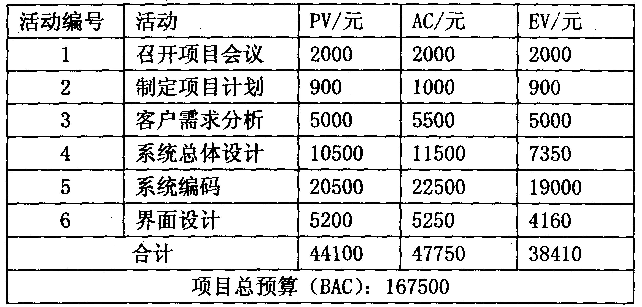 活动编号 活动 PV/元 AC/元 EV/元
1 召开项目会议 2000 2000 2000
2 制定项目计划 900 1000 900
3 客户需求分析 5000 5500 5000
4 系统总体设计 10500 11500 7350
5 系统编码 20500 22500 19000
6 界面设计 5200 5250 4160
合计 44100 47750 38410
项目总预算（BAC）：167500